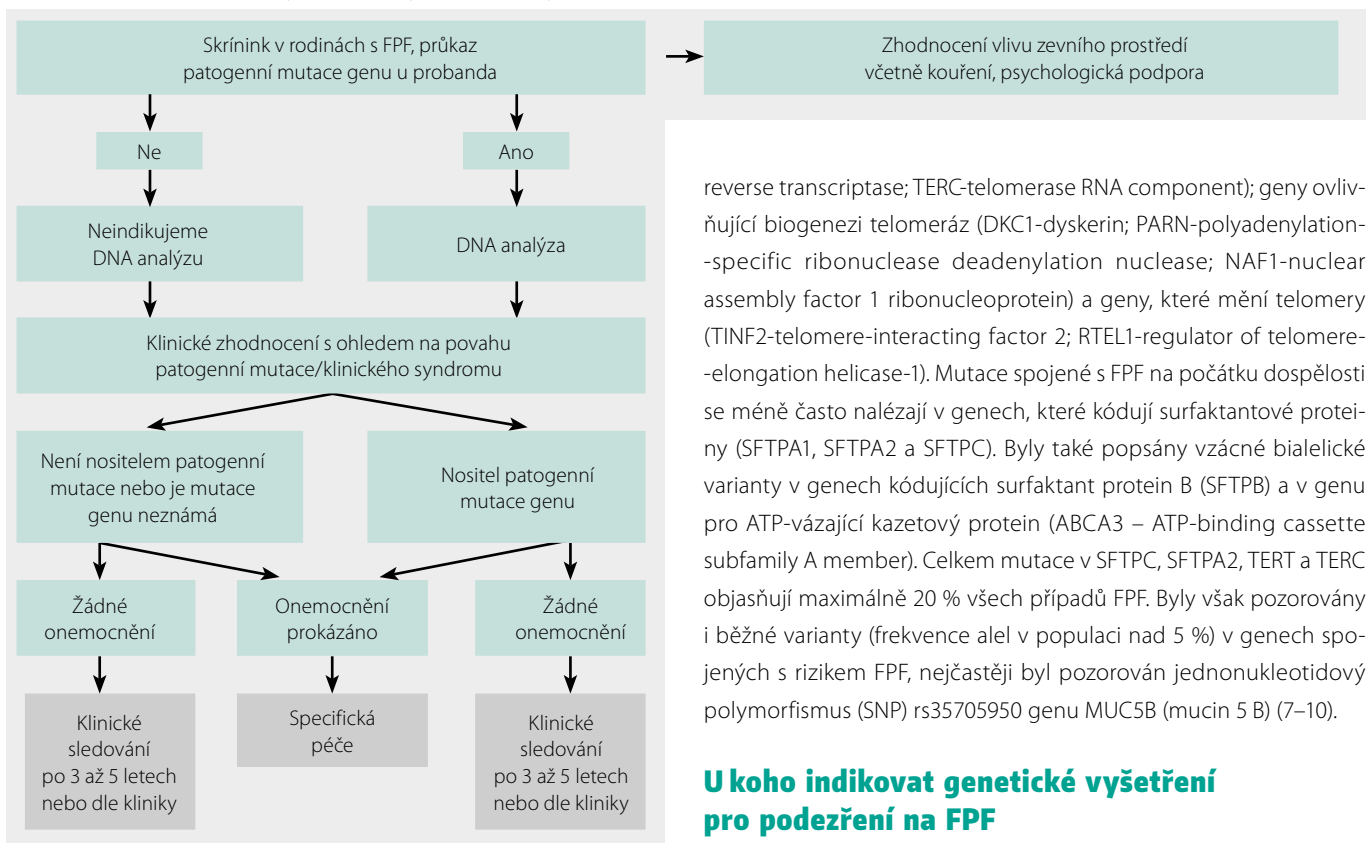 Skrínink v rodinách s FPF, průkaz
patogenní mutace genu u probanda
Zhodnocení vlivu zevního prostředí
včetně kouření, psychologická podpora
Ne
Ano
Neindikujeme
DNA analýzu
DNA analýza
Klinické zhodnocení s ohledem na povahu
patogenní mutace/klinického syndromu
Není nositelem patogenní
mutace nebo je mutace
genu neznámá
Nositel patogenní
mutace genu
Žádné
onemocnění
Onemocnění
prokázáno
Žádné
onemocnění
Klinické
sledování
po 3 až 5 letech
nebo dle kliniky
Specifická
péče
Klinické
sledování
po 3 až 5 letech
nebo dle kliniky
reverse transcriptase; TERC-telomerase RNA component); geny ovliv-
ňující biogenezi telomeráz (DKC1-dyskerin; PARN-polyadenylation-
-specific ribonuclease deadenylation nuclease; NAF1-nuclear
assembly factor 1 ribonucleoprotein) a geny, které mění telomery
(TINF2-telomere-interacting factor 2; RTEL1-regulator of telomere-
-elongation helicase-1). Mutace spojené s FPF na počátku dospělosti
se méně často nalézají v genech, které kódují surfaktantové protei-
ny (SFTPA1, SFTPA2 a SFTPC). Byly také popsány vzácné bialelické
varianty v genech kódujících surfaktant protein B (SFTPB) a v genu
pro ATP-vázající kazetový protein (ABCA3 – ATP-binding cassette
subfamily A member). Celkem mutace v SFTPC, SFTPA2, TERT a TERC
objasňují maximálně 20 % všech případů FPF. Byly však pozorovány
i běžné varianty (frekvence alel v populaci nad 5 %) v genech spo-
jených s rizikem FPF, nejčastěji byl pozorován jednonukleotidový
polymorfismus (SNP) rs35705950 genu MUC5B (mucin 5 B) (7–10).
U koho indikovat genetické vyšetření
pro podezření na FPF